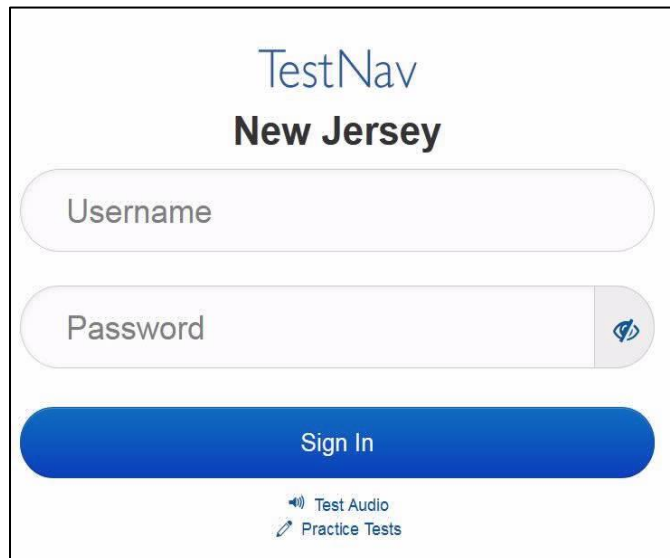 TestNav
New Jersey
Username
Password
Sign In
Test Audio
Practice Tests